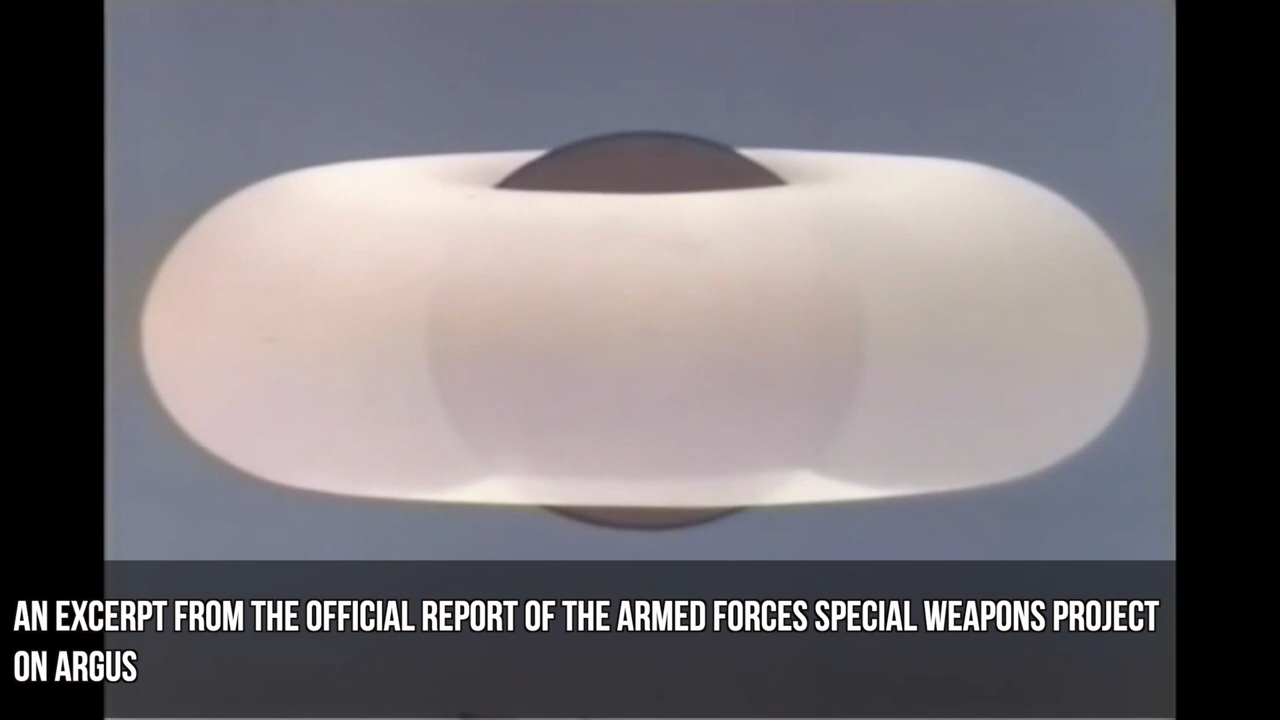 AN EXCERPT FROM THE OFFICIAL REPORT OF THE ARMED FORCES SPECIAL WEAPONS PROJECT
ON ARGUS